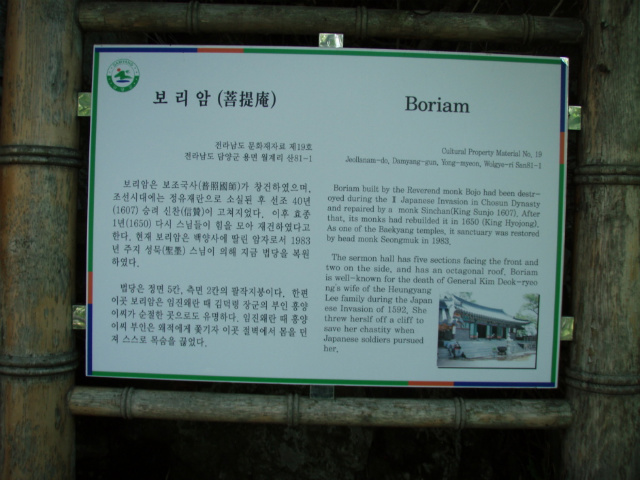 보리암 (菩提庵)
전라남도 문화재자료 제19호
전라남도 담양군 용면 월계리 산81-1
보리암은 보조국사(普照國師)가 창건하였으며,
조선시대에는 정유재란으로 소실된 후 선조 40년
(1607) 승려 신찬(信贊)이 고쳐지었다. 이후 효종
1년(1650) 다시 스님들이 힘을 모아 재건하였다고
한다. 현재 보리암은 백양사에 딸린 암자로서 1983
년 주지 성묵(聖墨) 스님이 의해 지금 법당을 복원
하였다.
법당은 정면 5칸, 측면 2칸의 팔작지붕이다. 한편
이곳 보리암은 임진왜란 때 김덕령 장군의 부인 흥양
이씨가 순절한 곳으로도 유명하다. 임진왜란 때 흥양
이씨 부인은 왜적에게 쫓기자 이곳 절벽에서 몸을 던
져 스스로 목숨을 끊었다.
Boriam
Cultural Property Material No. 19
Jeollanam-do, Damyang-gun, Yong-myeon, Wolgye-ri San81-1
Boriam built by the Reverend monk Bojo had been destr-
oyed during the Ⅱ Japanese Invasion in Chosun Dynasty
and repaired by a monk Sinchan(King Sunjo 1607). After
that, its monks had rebuilded it in 1650 (King Hyojong).
As one of the Baekyang temples, it sanctuary was restored
by head monk Seongmuk in 1983.
The sermon hall has five sections facing the front and
two on the side, and has an octagonal roof, Boriam
is well-known for the death of General Kim Deok-ryeo
ng's wife of the Heungyang
Lee family during the Japan
ese Invasion of 1592. She
threw herslf off a cliff to
save her chastity when
Japanese soldiers pursued
her.